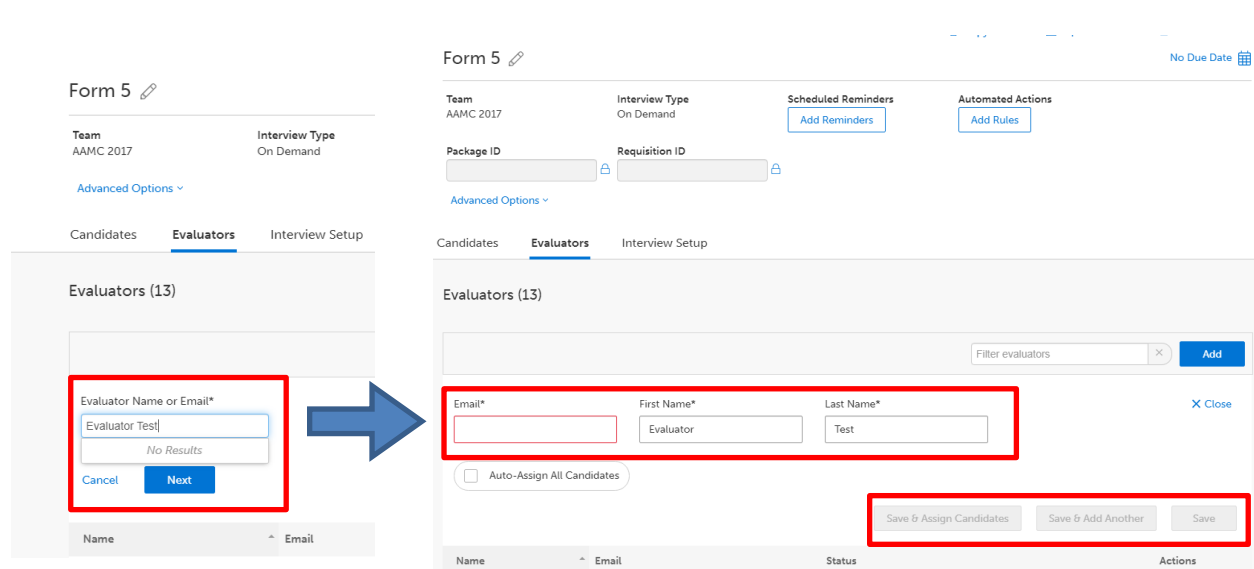 Form 5
Team Interview Type
AAMC 2017 On Demand
Advanced Options
Candidates Evaluators Interview Setup
Evaluators (13)
Evaluator Name or Email*
Evaluator Test
No Results
Cancel Next
Name Email
Form 5 No Due Date
Team Interview Type Scheduled Reminders Automated Actions
AAMC 2017 On Demand Add Reminders Add Rules
Package ID Requisition ID
Advanced Options
Candidates Evaluators Interview Setup
Evaluators (13)
Filter evaluators Add
Email* First Name* Last Name* Close
Evaluator Test
Auto-Assign All Candidates
Save & Assign Candidates Save & Add Another Save
Name Email Status Actions